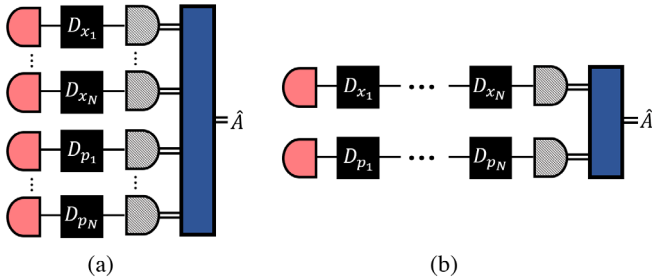 D_{x_1}
⋮ ⋮
D_{x_N}
D_{p_1}
⋮ ⋮
D_{p_N}
Â
(a)
D_{x_1} ⋯ D_{x_N}
D_{p_1} ⋯ D_{p_N}
Â
(b)